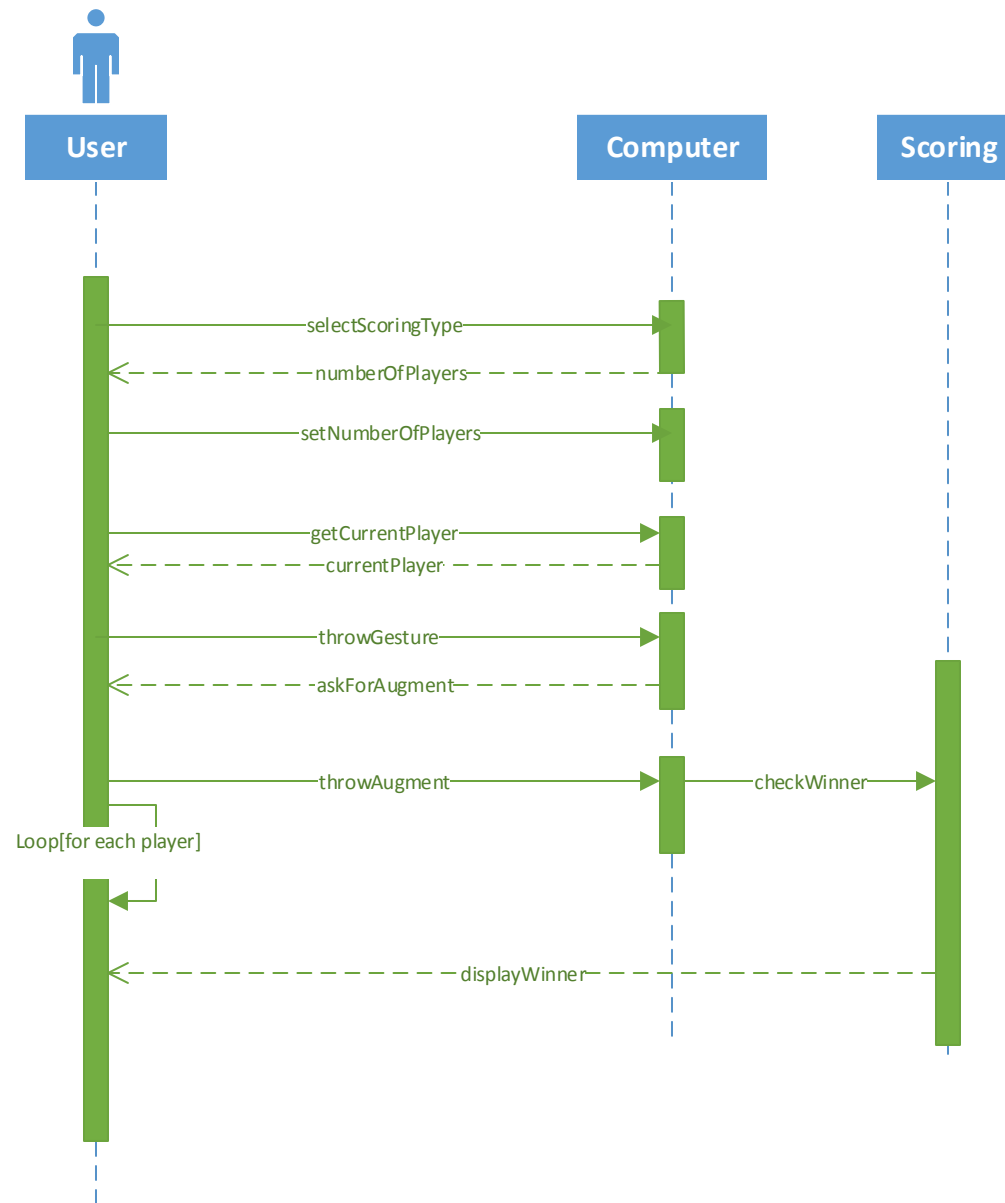 User
Computer
Scoring
selectScoringType
numberOfPlayers
setNumberOfPlayers
getCurrentPlayer
currentPlayer
throwGesture
askForAugment
throwAugment
checkWinner
Loop[for each player]
displayWinner